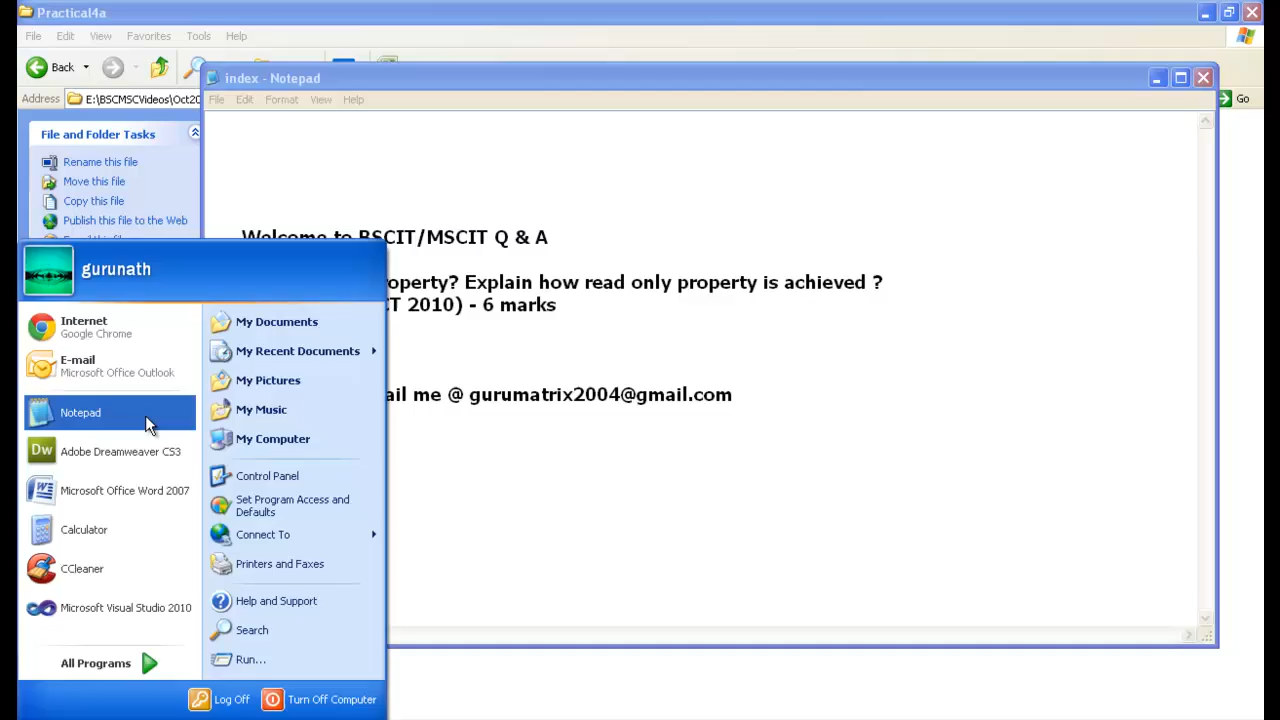 Practical4a
File Edit View Favorites Tools Help
Back
Address E:\BSCMSCVideos\Oct20
Go
File and Folder Tasks
Rename this file
Move this file
Copy this file
Publish this file to the Web
index - Notepad
File Edit Format View Help
Welcome to BSCIT/MSCIT Q & A
roperty? Explain how read only property is achieved ?
CT 2010) - 6 marks
ail me @ gurumatrix2004@gmail.com
gurunath
Internet
Google Chrome
E-mail
Microsoft Office Outlook
Notepad
Adobe Dreamweaver CS3
Microsoft Office Word 2007
Calculator
CCleaner
Microsoft Visual Studio 2010
All Programs
My Documents
My Recent Documents
My Pictures
My Music
My Computer
Control Panel
Set Program Access and
Defaults
Connect To
Printers and Faxes
Help and Support
Search
Run...
Log Off Turn Off Computer